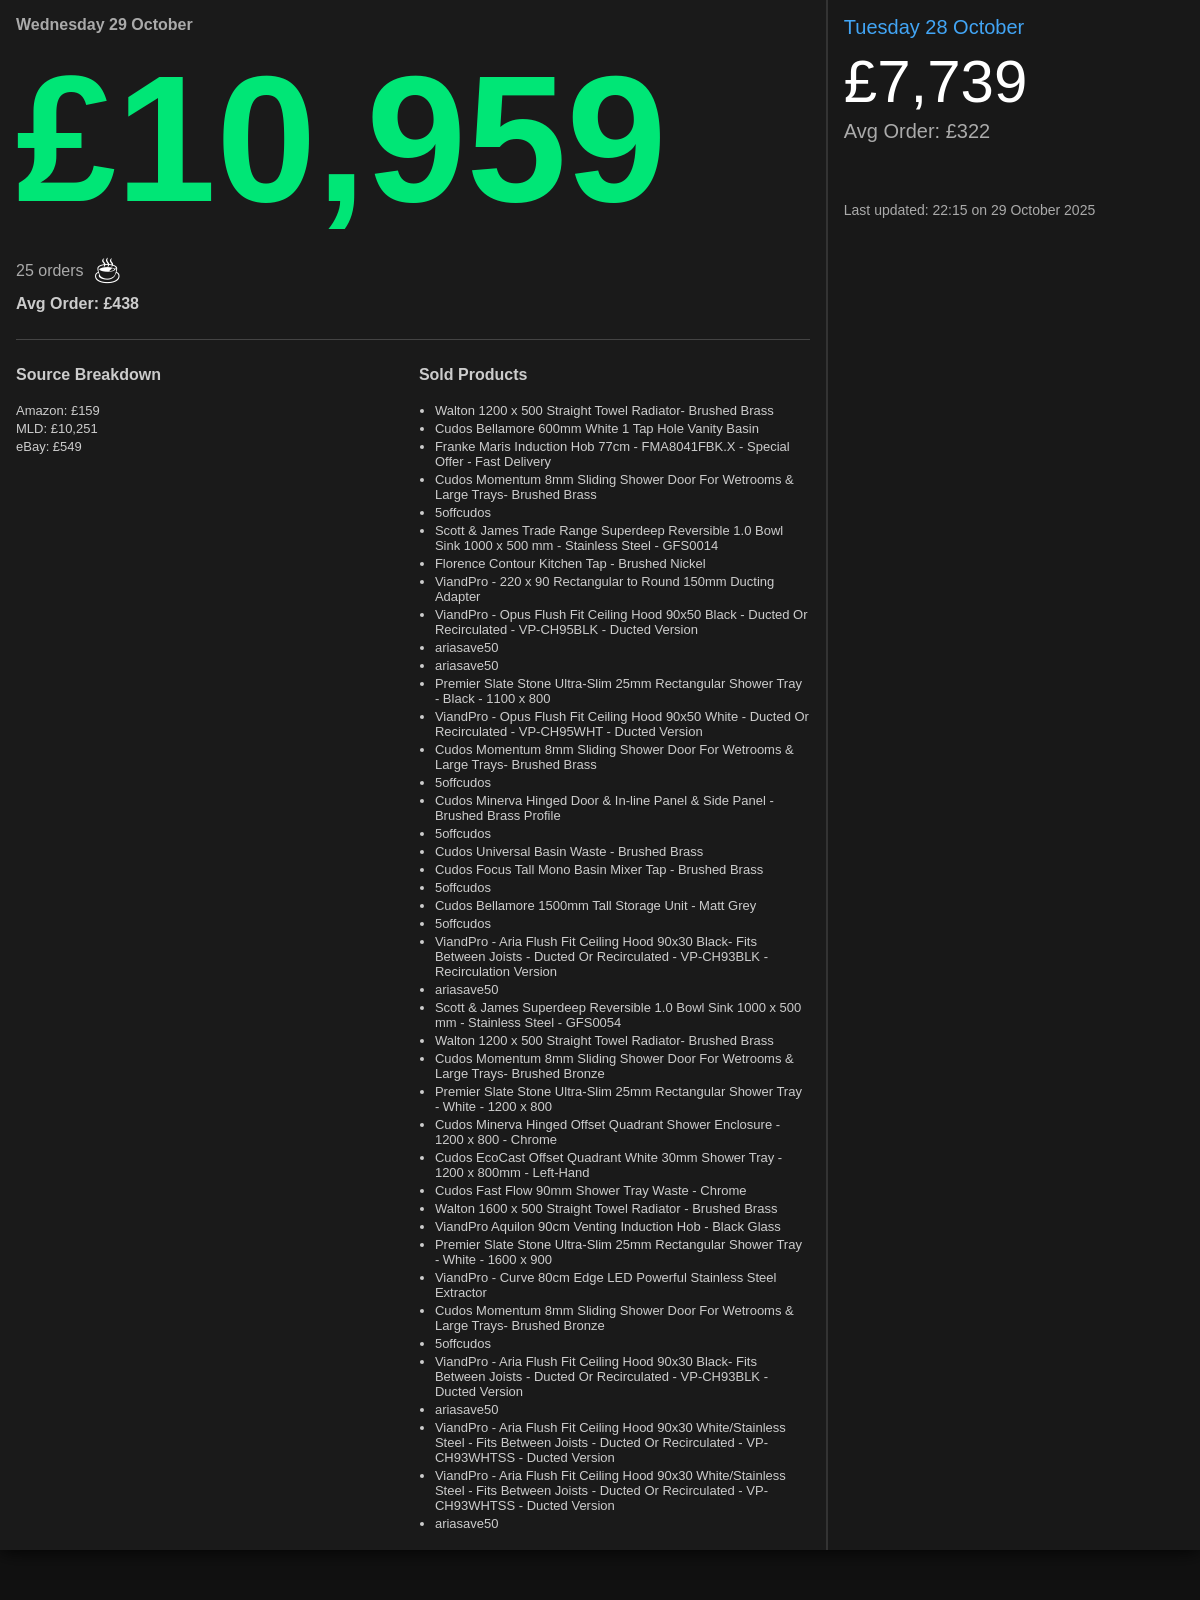 Wednesday 29 October
£10,959
25 orders
Avg Order: £438
Source Breakdown
Amazon: £159
MLD: £10,251
eBay: £549
Sold Products
Walton 1200 x 500 Straight Towel Radiator- Brushed Brass
Cudos Bellamore 600mm White 1 Tap Hole Vanity Basin
Franke Maris Induction Hob 77cm - FMA8041FBK.X - Special
Offer - Fast Delivery
Cudos Momentum 8mm Sliding Shower Door For Wetrooms &
Large Trays- Brushed Brass
5offcudos
Scott & James Trade Range Superdeep Reversible 1.0 Bowl
Sink 1000 x 500 mm - Stainless Steel - GFS0014
Florence Contour Kitchen Tap - Brushed Nickel
ViandPro - 220 x 90 Rectangular to Round 150mm Ducting
Adapter
ViandPro - Opus Flush Fit Ceiling Hood 90x50 Black - Ducted Or
Recirculated - VP-CH95BLK - Ducted Version
ariasave50
ariasave50
Premier Slate Stone Ultra-Slim 25mm Rectangular Shower Tray
- Black - 1100 x 800
ViandPro - Opus Flush Fit Ceiling Hood 90x50 White - Ducted Or
Recirculated - VP-CH95WHT - Ducted Version
Cudos Momentum 8mm Sliding Shower Door For Wetrooms &
Large Trays- Brushed Brass
5offcudos
Cudos Minerva Hinged Door & In-line Panel & Side Panel -
Brushed Brass Profile
5offcudos
Cudos Universal Basin Waste - Brushed Brass
Cudos Focus Tall Mono Basin Mixer Tap - Brushed Brass
5offcudos
Cudos Bellamore 1500mm Tall Storage Unit - Matt Grey
5offcudos
ViandPro - Aria Flush Fit Ceiling Hood 90x30 Black- Fits
Between Joists - Ducted Or Recirculated - VP-CH93BLK -
Recirculation Version
ariasave50
Scott & James Superdeep Reversible 1.0 Bowl Sink 1000 x 500
mm - Stainless Steel - GFS0054
Walton 1200 x 500 Straight Towel Radiator- Brushed Brass
Cudos Momentum 8mm Sliding Shower Door For Wetrooms &
Large Trays- Brushed Bronze
Premier Slate Stone Ultra-Slim 25mm Rectangular Shower Tray
- White - 1200 x 800
Cudos Minerva Hinged Offset Quadrant Shower Enclosure -
1200 x 800 - Chrome
Cudos EcoCast Offset Quadrant White 30mm Shower Tray -
1200 x 800mm - Left-Hand
Cudos Fast Flow 90mm Shower Tray Waste - Chrome
Walton 1600 x 500 Straight Towel Radiator - Brushed Brass
ViandPro Aquilon 90cm Venting Induction Hob - Black Glass
Premier Slate Stone Ultra-Slim 25mm Rectangular Shower Tray
- White - 1600 x 900
ViandPro - Curve 80cm Edge LED Powerful Stainless Steel
Extractor
Cudos Momentum 8mm Sliding Shower Door For Wetrooms &
Large Trays- Brushed Bronze
5offcudos
ViandPro - Aria Flush Fit Ceiling Hood 90x30 Black- Fits
Between Joists - Ducted Or Recirculated - VP-CH93BLK -
Ducted Version
ariasave50
ViandPro - Aria Flush Fit Ceiling Hood 90x30 White/Stainless
Steel - Fits Between Joists - Ducted Or Recirculated - VP-
CH93WHTSS - Ducted Version
ViandPro - Aria Flush Fit Ceiling Hood 90x30 White/Stainless
Steel - Fits Between Joists - Ducted Or Recirculated - VP-
CH93WHTSS - Ducted Version
ariasave50
Tuesday 28 October
£7,739
Avg Order: £322
Last updated: 22:15 on 29 October 2025